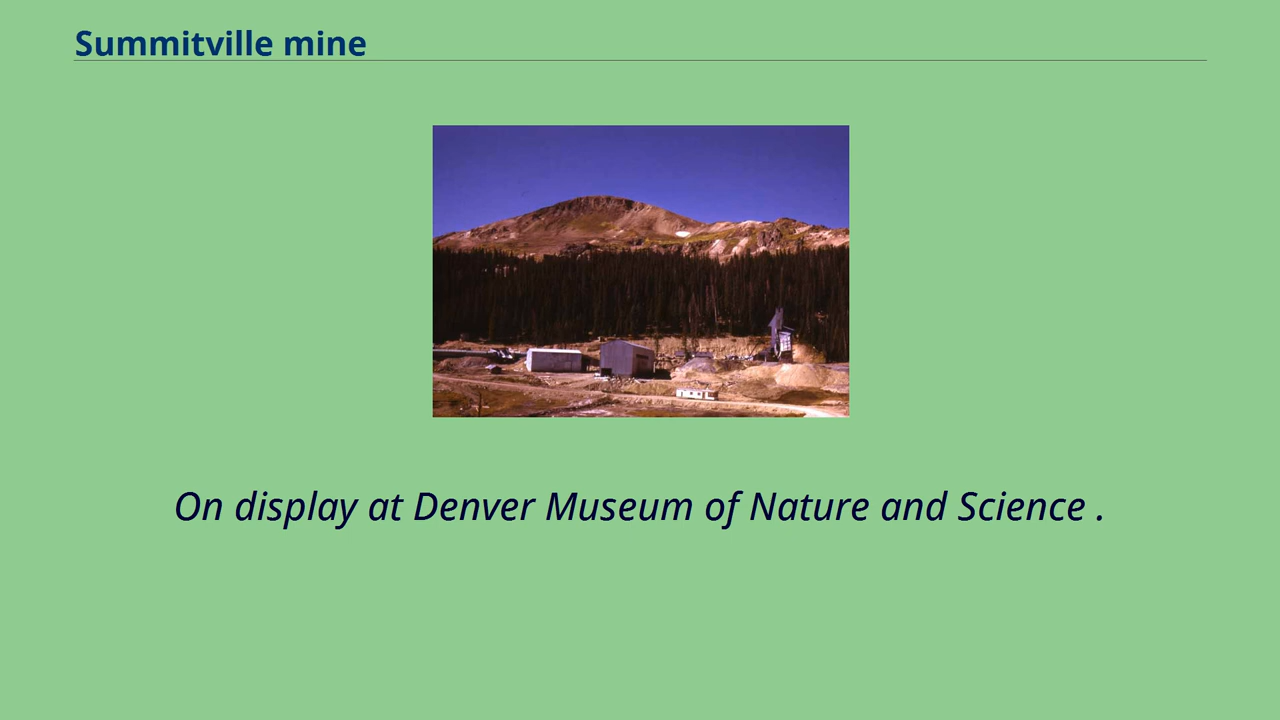 Summitville mine
On display at Denver Museum of Nature and Science .